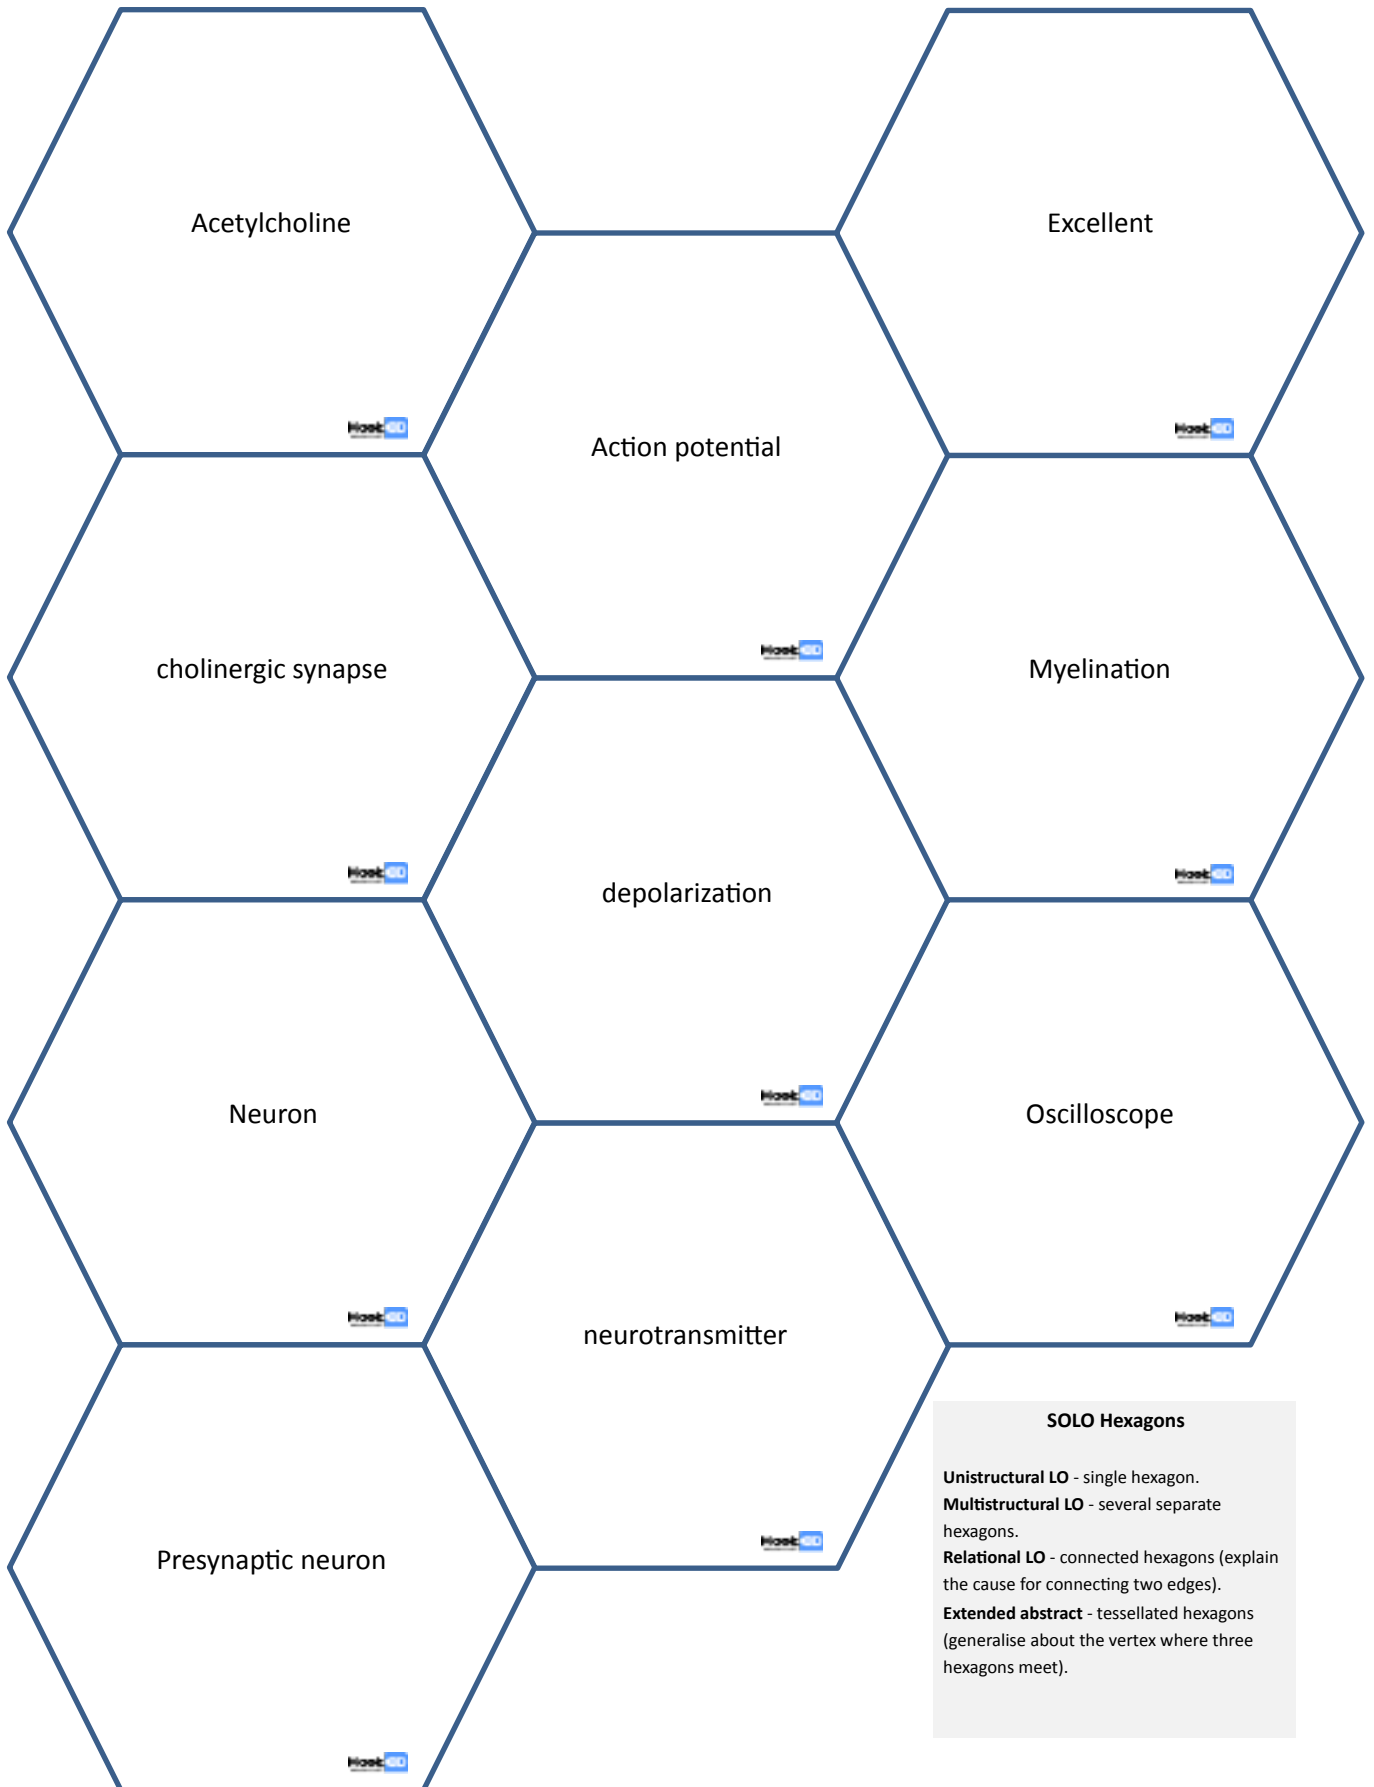 Acetylcholine
Excellent
Action potential
cholinergic synapse
Myelination
depolarization
Neuron
Oscilloscope
neurotransmitter
Presynaptic neuron
SOLO Hexagons
Unistructural LO - single hexagon.
Multistructural LO - several separate
hexagons.
Relational LO - connected hexagons (explain
the cause for connecting two edges).
Extended abstract - tessellated hexagons
(generalise about the vertex where three
hexagons meet).